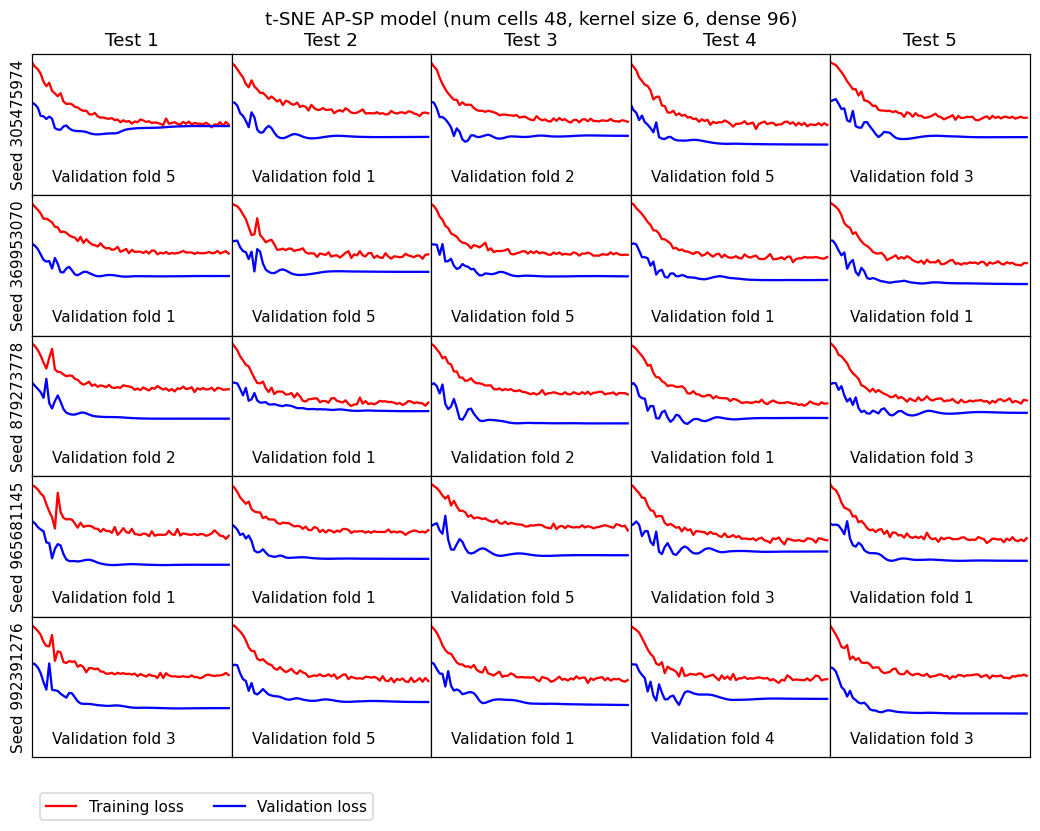 t-SNE AP-SP model (num cells 48, kernel size 6, dense 96)
Test 1 Test 2 Test 3 Test 4 Test 5
Seed 3054759974
Validation fold 5 Validation fold 1 Validation fold 2 Validation fold 5 Validation fold 3
Seed 3699953070
Validation fold 1 Validation fold 5 Validation fold 5 Validation fold 1 Validation fold 1
Seed 8792773778
Validation fold 2 Validation fold 1 Validation fold 2 Validation fold 1 Validation fold 3
Seed 9656811145
Validation fold 1 Validation fold 1 Validation fold 5 Validation fold 3 Validation fold 1
Seed 9923912276
Validation fold 3 Validation fold 5 Validation fold 1 Validation fold 4 Validation fold 3
Training loss Validation loss